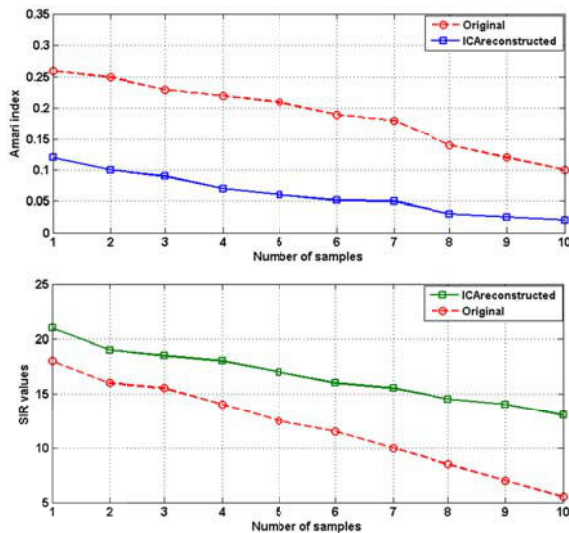 0.35
0.3
0.25
0.2
0.15
0.1
0.05
0
Amari index
Original
ICAreconstructed
1 2 3 4 5 6 7 8 9 10
Number of samples
25
20
15
10
5
SIR values
ICAreconstructed
Original
1 2 3 4 5 6 7 8 9 10
Number of samples